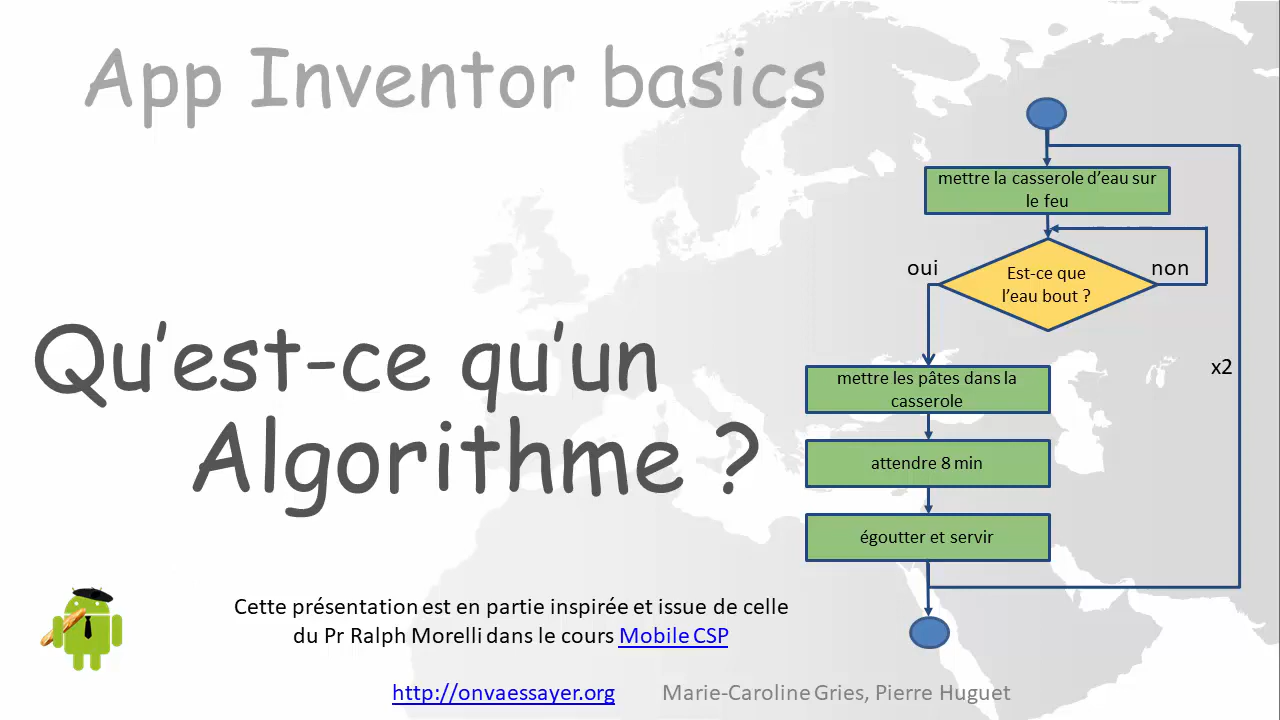 App Inventor basics
mettre la casserole d'eau sur
le feu
oui
Est-ce que
l'eau bout ?
non
Qu'est-ce qu'un
Algorithme ?
x2
mettre les pâtes dans la
casserole
attendre 8 min
égoutter et servir
Cette présentation est en partie inspirée et issue de celle
du Pr Ralph Morelli dans le cours Mobile CSP
http://onvaessayer.org
Marie-Caroline Gries, Pierre Huguet